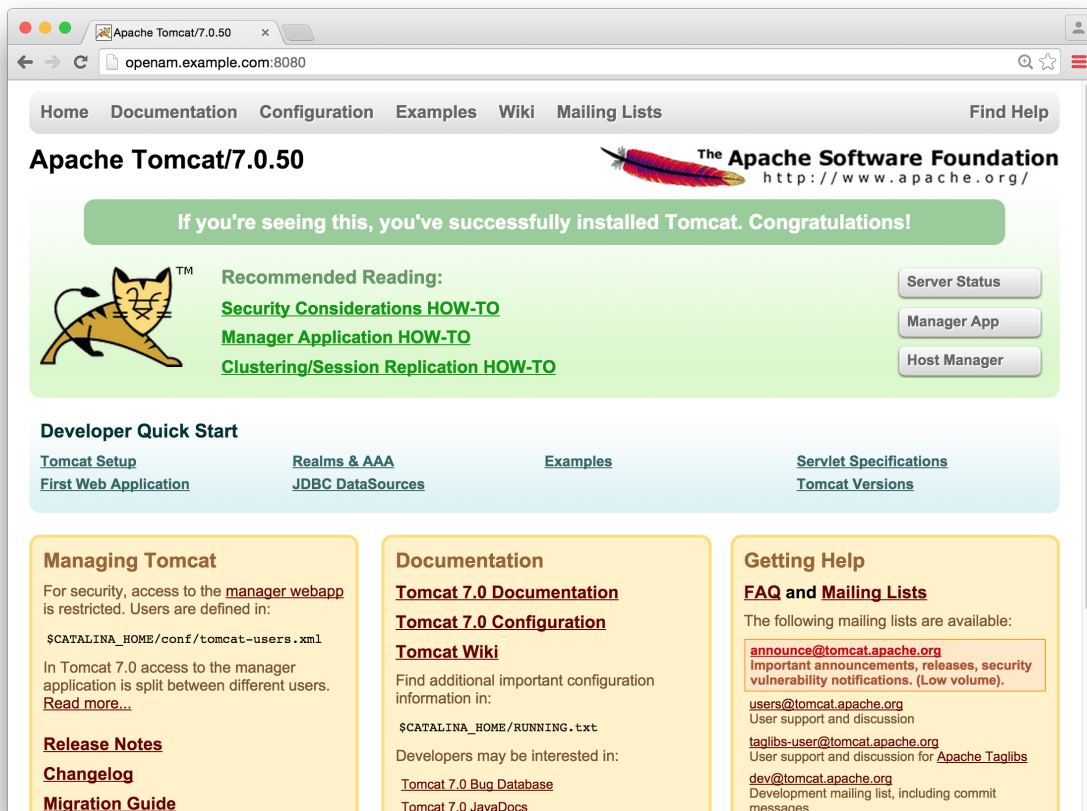 Apache Tomcat/7.0.50
openam.example.com:8080
Home Documentation Configuration Examples Wiki Mailing Lists Find Help
Apache Tomcat/7.0.50
The Apache Software Foundation
http://www.apache.org/
If you're seeing this, you've successfully installed Tomcat. Congratulations!
TM
Recommended Reading:
Security Considerations HOW-TO
Manager Application HOW-TO
Clustering/Session Replication HOW-TO
Server Status
Manager App
Host Manager
Developer Quick Start
Tomcat Setup
First Web Application
Realms & AAA
JDBC DataSources
Examples
Servlet Specifications
Tomcat Versions
Managing Tomcat
For security, access to the manager webapp
is restricted. Users are defined in:
$CATALINA_HOME/conf/tomcat-users.xml
In Tomcat 7.0 access to the manager
application is split between different users.
Read more...
Release Notes
Changelog
Migration Guide
Documentation
Tomcat 7.0 Documentation
Tomcat 7.0 Configuration
Tomcat Wiki
Find additional important configuration
information in:
$CATALINA_HOME/RUNNING.txt
Developers may be interested in:
Tomcat 7.0 Bug Database
Tomcat 7.0 JavaDocs
Getting Help
FAQ and Mailing Lists
The following mailing lists are available:
announce@tomcat.apache.org
Important announcements, releases, security
vulnerability notifications. (Low volume).
users@tomcat.apache.org
User support and discussion
taglibs-user@tomcat.apache.org
User support and discussion for Apache Taglibs
dev@tomcat.apache.org
Development mailing list, including commit
messages